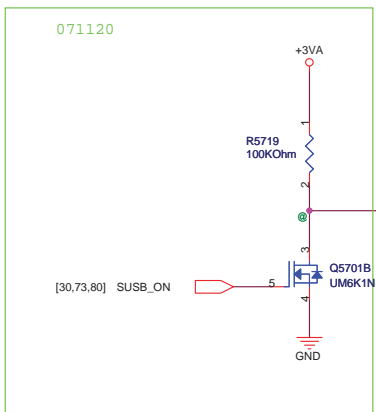 071120
+3VA
1
R5719
100KOhm
2
@
3
Q5701B
[30,73,80] SUSB_ON
5
UM6K1N
4
GND